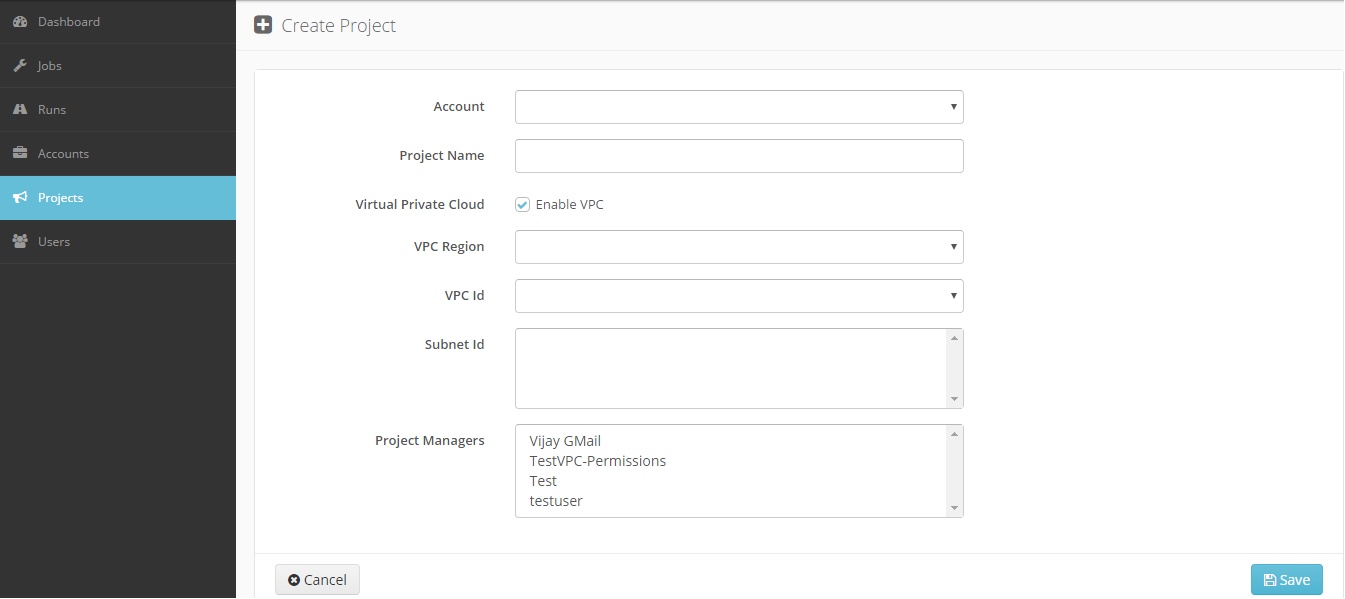 Dashboard
Jobs
Runs
Accounts
Projects
Users
Create Project
Account
Project Name
Virtual Private Cloud
Enable VPC
VPC Region
VPC Id
Subnet Id
Project Managers
Vijay GMail
TestVPC-Permissions
Test
testuser
Cancel
Save